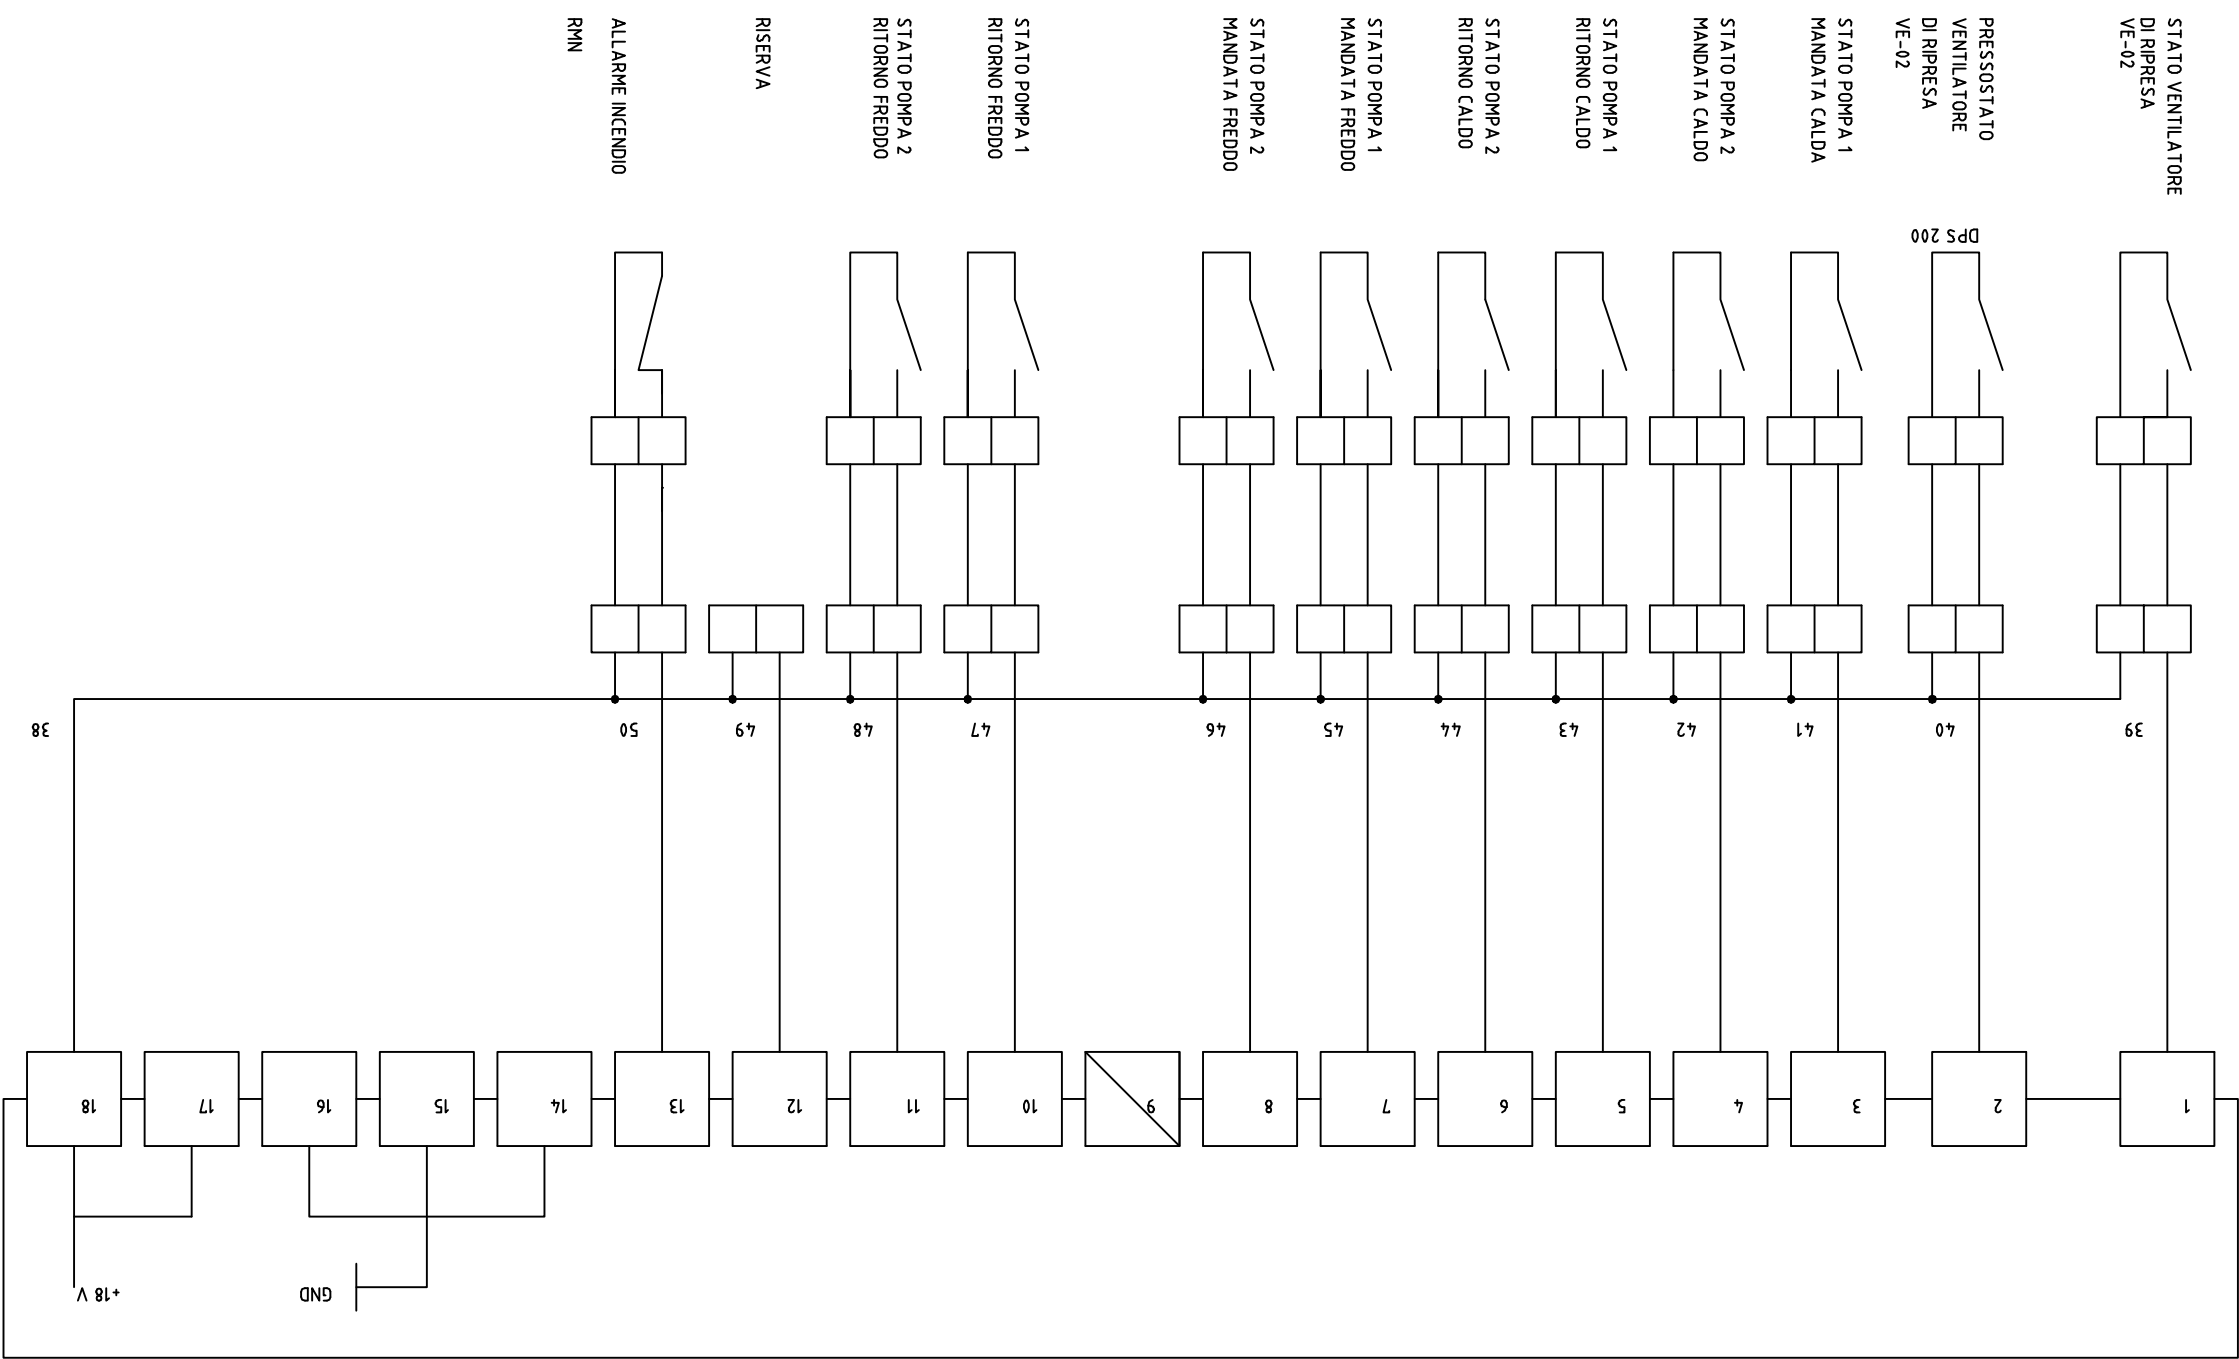 STATO VENTILATORE
DI RIPRESA
VE-02
PRESSOSTATO
VENTILATORE
DI RIPRESA
VE-02
STATO POMPA 1
MANDATA CALDA
STATO POMPA 2
MANDATA CALDO
STATO POMPA 1
RITORNO CALDO
STATO POMPA 2
RITORNO CALDO
STATO POMPA 1
MANDATA FREDDO
STATO POMPA 2
MANDATA FREDDO
STATO POMPA 1
RITORNO FREDDO
STATO POMPA 2
RITORNO FREDDO
RISERVA
ALLARME INCENDIO
RMN
DPS 200
39
40
41
42
43
44
45
46
47
48
49
50
38
1
2
3
4
5
6
7
8
9
10
11
12
13
14
15
16
17
18
GND
+18 V